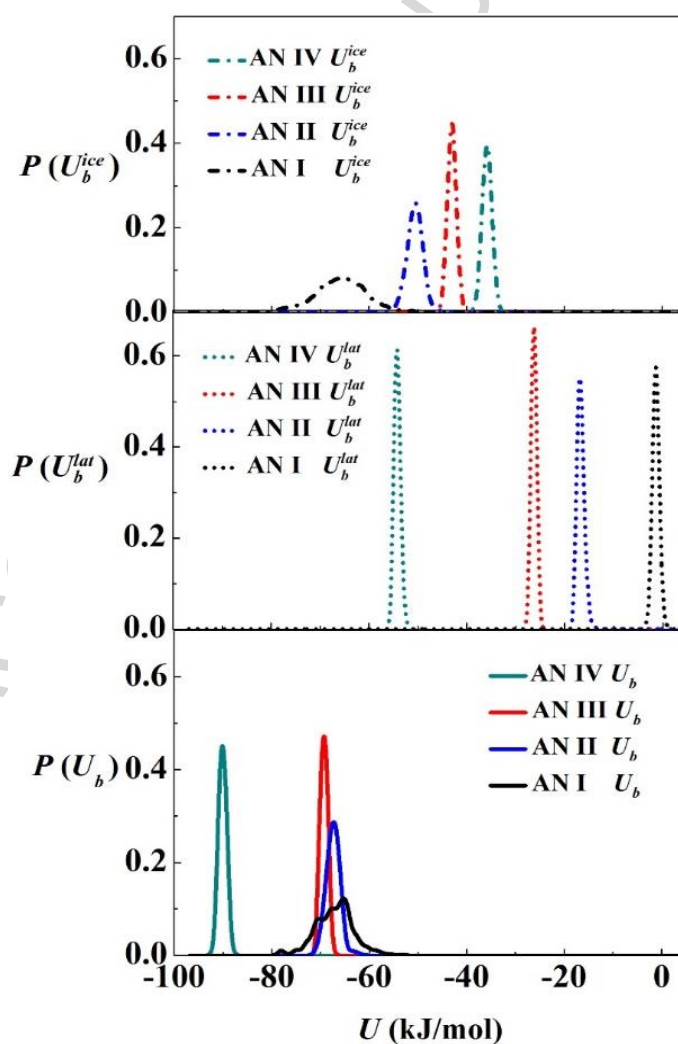 0.6
0.4
0.2
0.0
P (U_b^ice)
AN IV U_b^ice
AN III U_b^ice
AN II U_b^ice
AN I U_b^ice
0.6
0.4
0.2
0.0
P (U_b^lat)
AN IV U_b^lat
AN III U_b^lat
AN II U_b^lat
AN I U_b^lat
0.6
0.4
0.2
0.0
P (U_b)
AN IV U_b
AN III U_b
AN II U_b
AN I U_b
-100 -80 -60 -40 -20 0
U (kJ/mol)